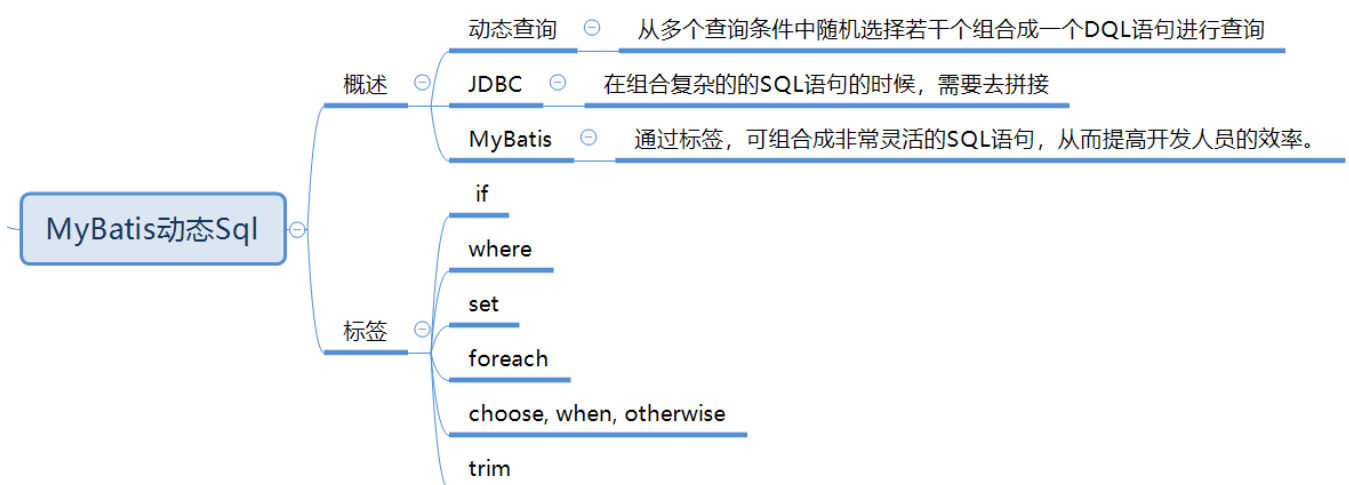 MyBatis动态Sql
概述
动态查询
从多个查询条件中随机选择若干个组合成一个DQL语句进行查询
JDBC
在组合复杂的的SQL语句的时候，需要去拼接
MyBatis
通过标签，可组合成非常灵活的SQL语句，从而提高开发人员的效率。
标签
if
where
set
foreach
choose, when, otherwise
trim